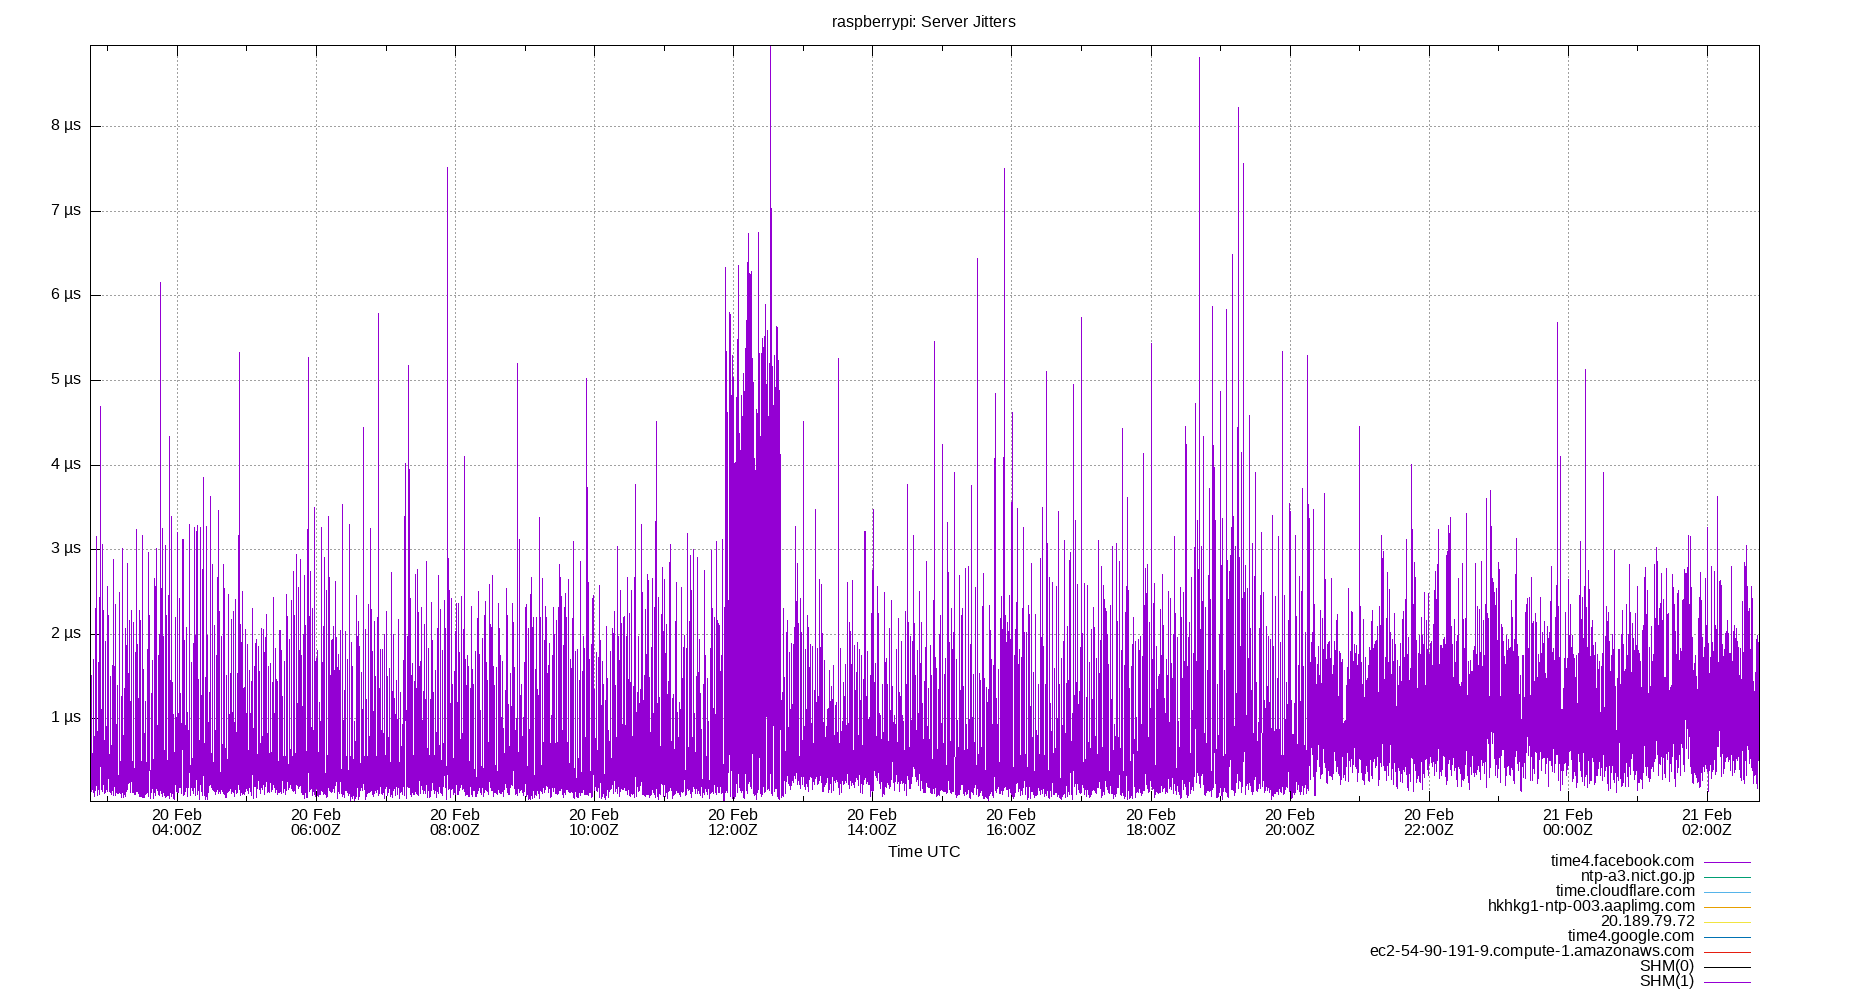 raspberrypi: Server Jitters
8 µs
7 µs
6 µs
5 µs
4 µs
3 µs
2 µs
1 µs
20 Feb 20 Feb 20 Feb 20 Feb 20 Feb 20 Feb 20 Feb 20 Feb 20 Feb 20 Feb 21 Feb 21 Feb
04:00Z 06:00Z 08:00Z 10:00Z 12:00Z 14:00Z 16:00Z 18:00Z 20:00Z 22:00Z 00:00Z 02:00Z
Time UTC
time4.facebook.com
ntp-a3.nict.go.jp
time.cloudflare.com
hkhkg1-ntp-003.aaplimg.com
20.189.79.72
time4.google.com
ec2-54-90-191-9.compute-1.amazonaws.com
SHM(0)
SHM(1)